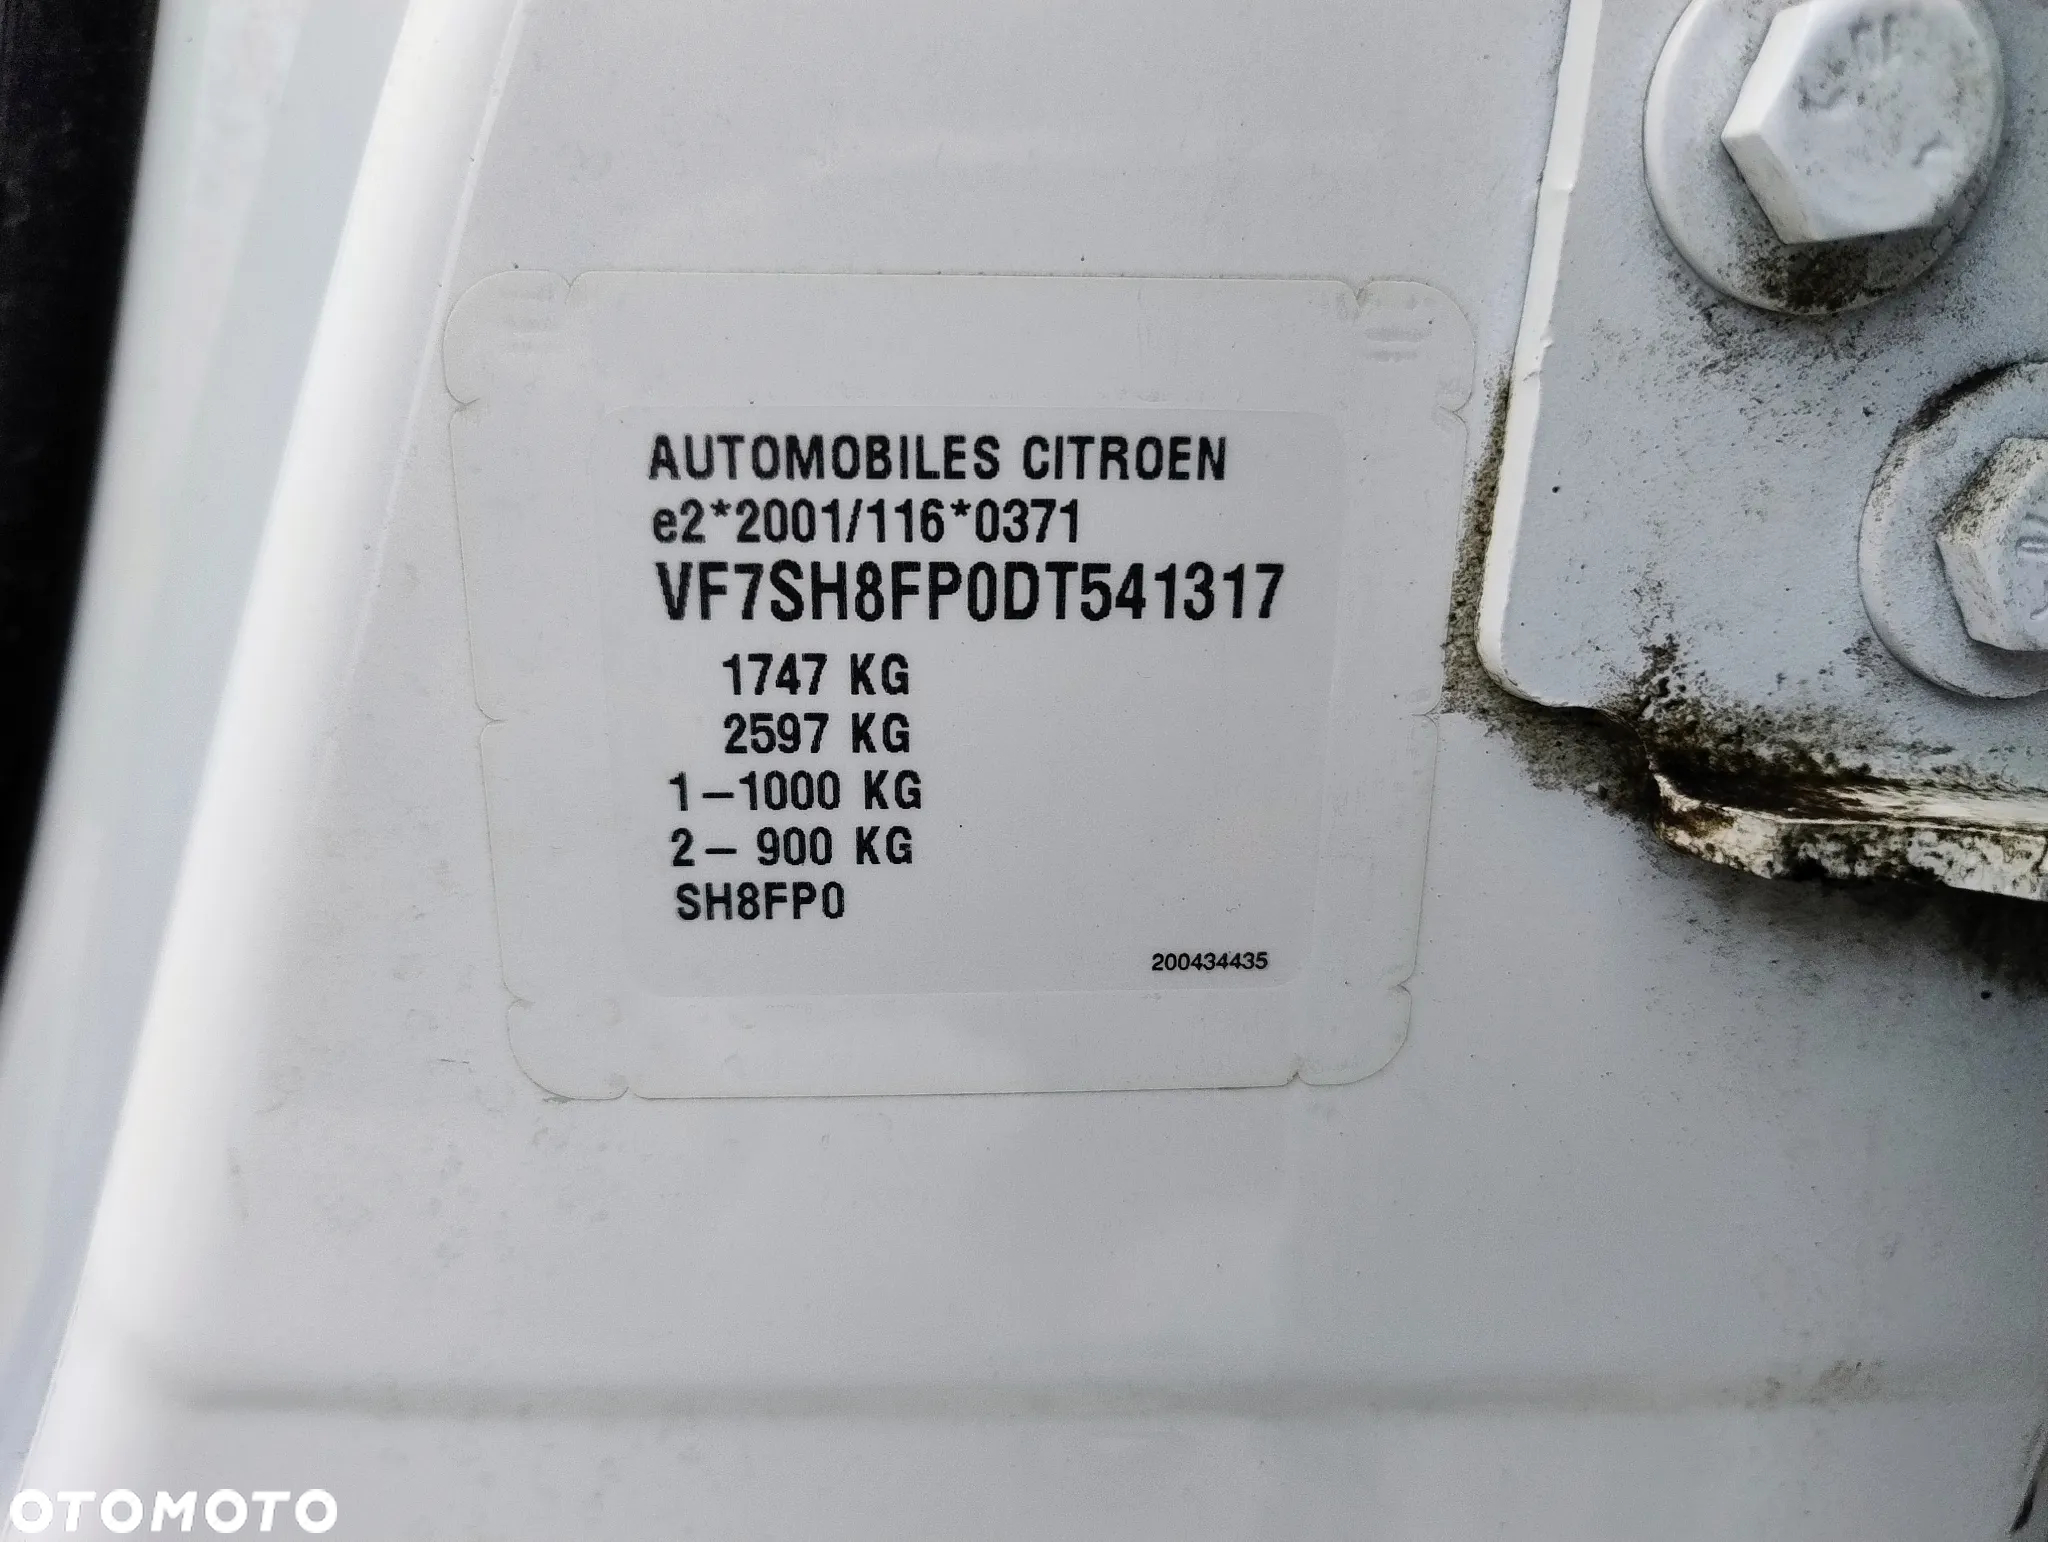 AUTOMOBILES CITROEN
e2*2001/116*0371
VF7SH8FP0DT541317
1747 KG
2597 KG
1-1000 KG
2- 900 KG
SH8FP0
200434435
OTOMOTO